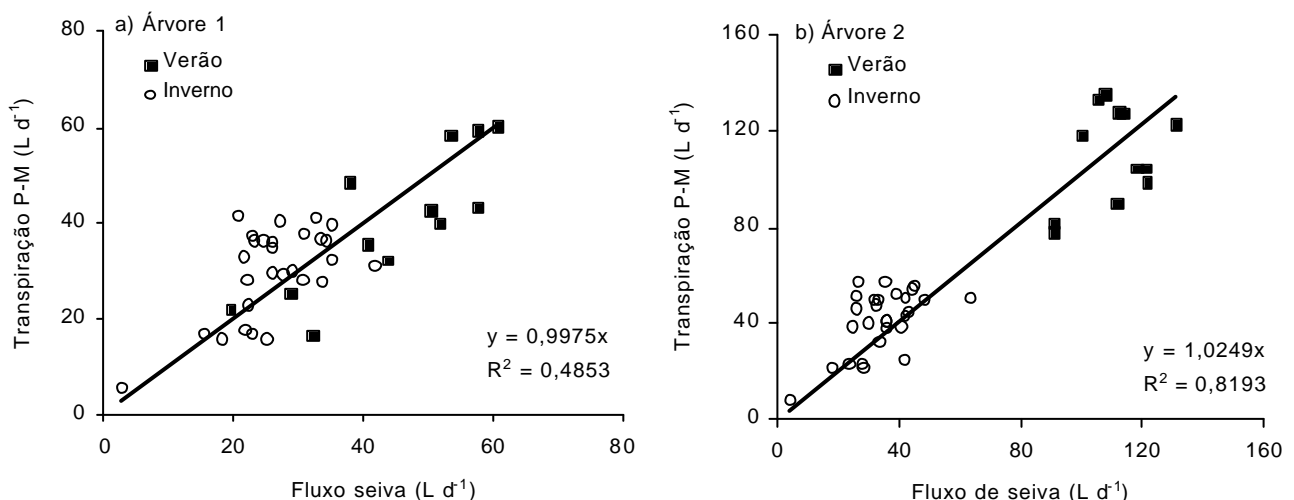 a) Árvore 1
Verão
Inverno
80
60
40
20
0
Transpiração P-M (L d-1)
y = 0,9975x
R2 = 0,4853
0 20 40 60 80
Fluxo seiva (L d-1)
b) Árvore 2
Verão
Inverno
160
120
80
40
0
Transpiração P-M (L d-1)
y = 1,0249x
R2 = 0,8193
0 40 80 120 160
Fluxo de seiva (L d-1)